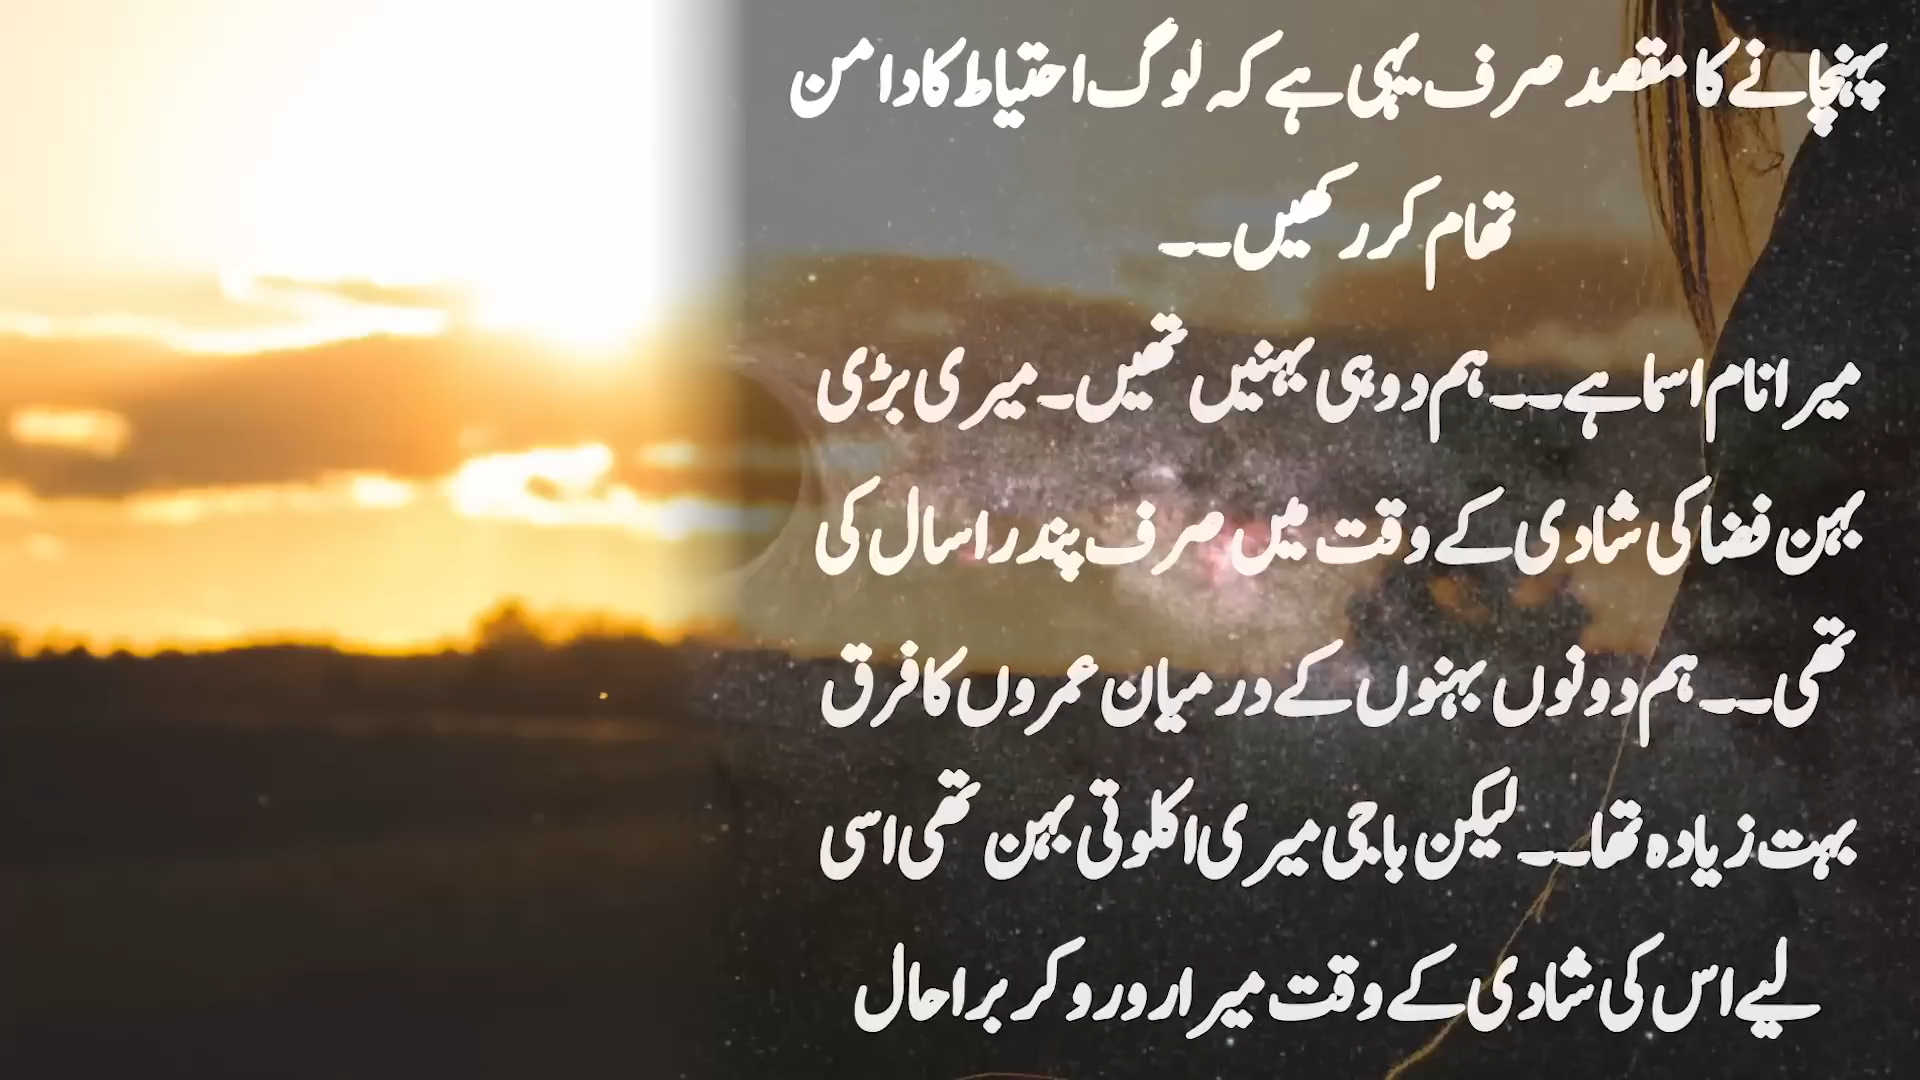 پہنچانے کا مقصد صرف یہی ہے کہ لوگ احتیاط کا دامن
تھام کر رکھیں۔۔
میرا نام اسما ہے۔۔ ہم دو ہی بہنیں تھیں۔ میری بڑی
بہن فضا کی شادی کے وقت میں صرف پندرا سال کی
تھی۔۔ ہم دونوں بہنوں کے درمیان عمروں کا فرق
بہت زیادہ تھا۔۔ لیکن باجی میری اکلوتی بہن تھی اسی
لیے اس کی شادی کے وقت میرا رو رو کر برا حال